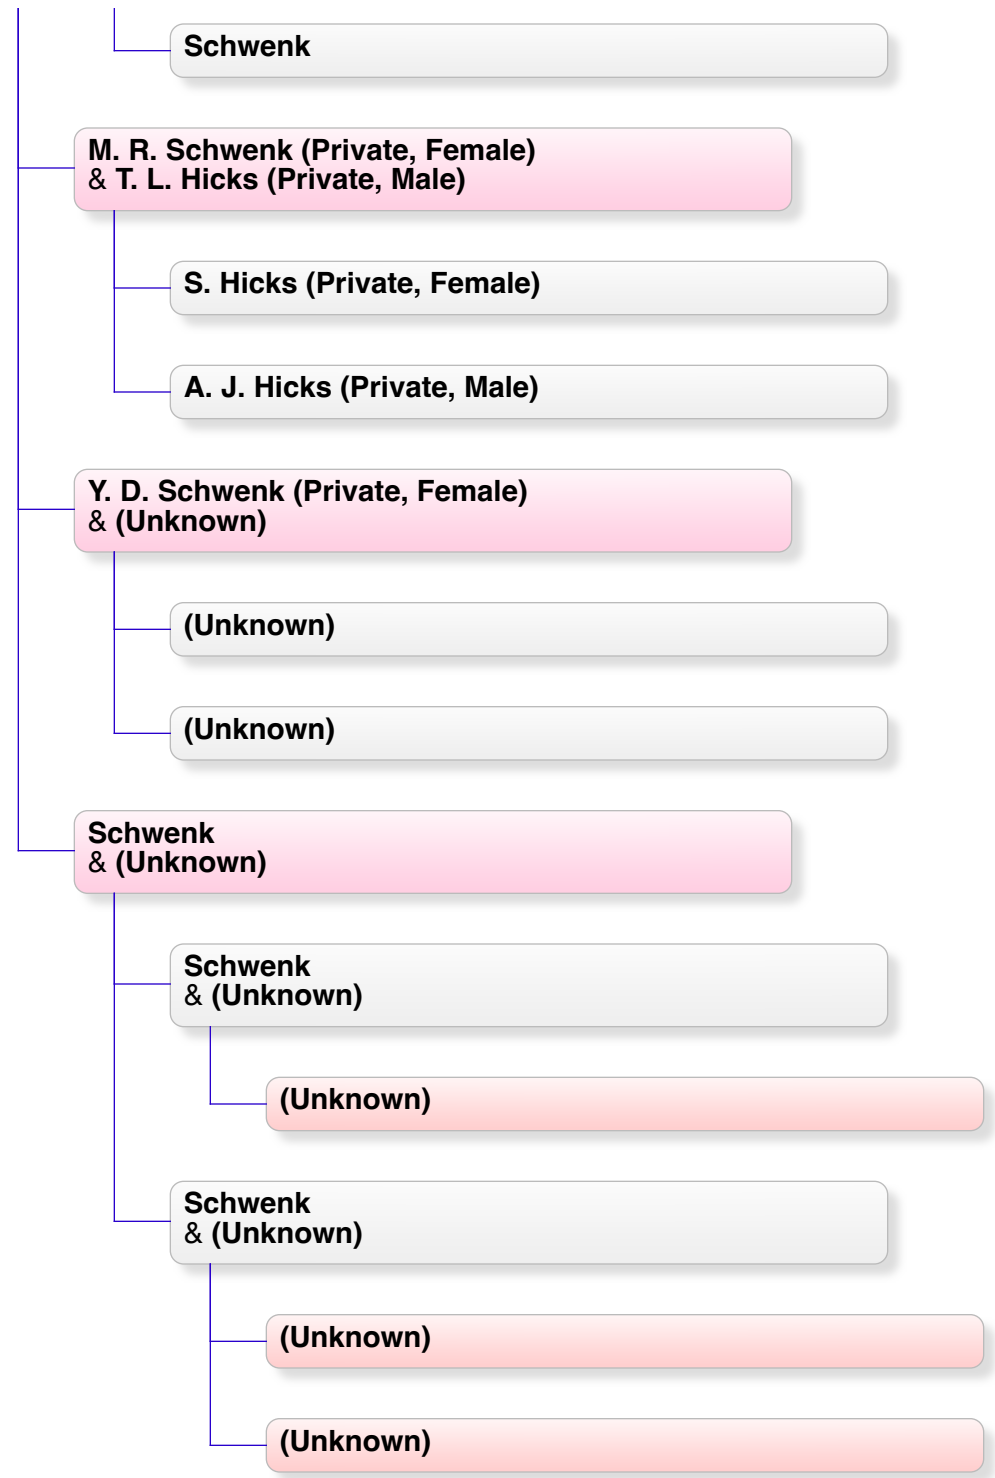 Schwenk
M. R. Schwenk (Private, Female)
& T. L. Hicks (Private, Male)
S. Hicks (Private, Female)
A. J. Hicks (Private, Male)
Y. D. Schwenk (Private, Female)
& (Unknown)
(Unknown)
(Unknown)
Schwenk
& (Unknown)
Schwenk
& (Unknown)
(Unknown)
Schwenk
& (Unknown)
(Unknown)
(Unknown)